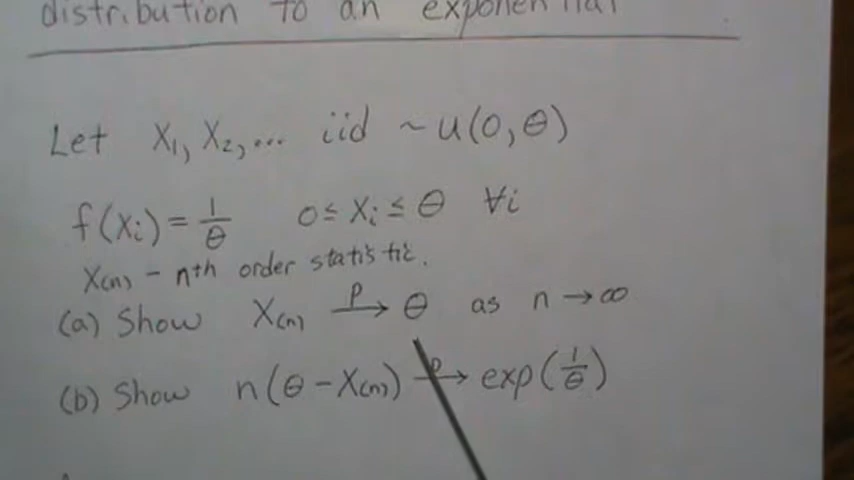 distribution to an exponential
Let X₁, X₂, ... iid ~ U(0, θ)
f(Xᵢ) = 1/θ 0 ≤ Xᵢ ≤ θ ∀i
X₍ₙ₎ - nth order statistic.
(a) Show X₍ₙ₎ →ᵖ θ as n → ∞
(b) Show n(θ - X₍ₙ₎) → exp(1/θ)